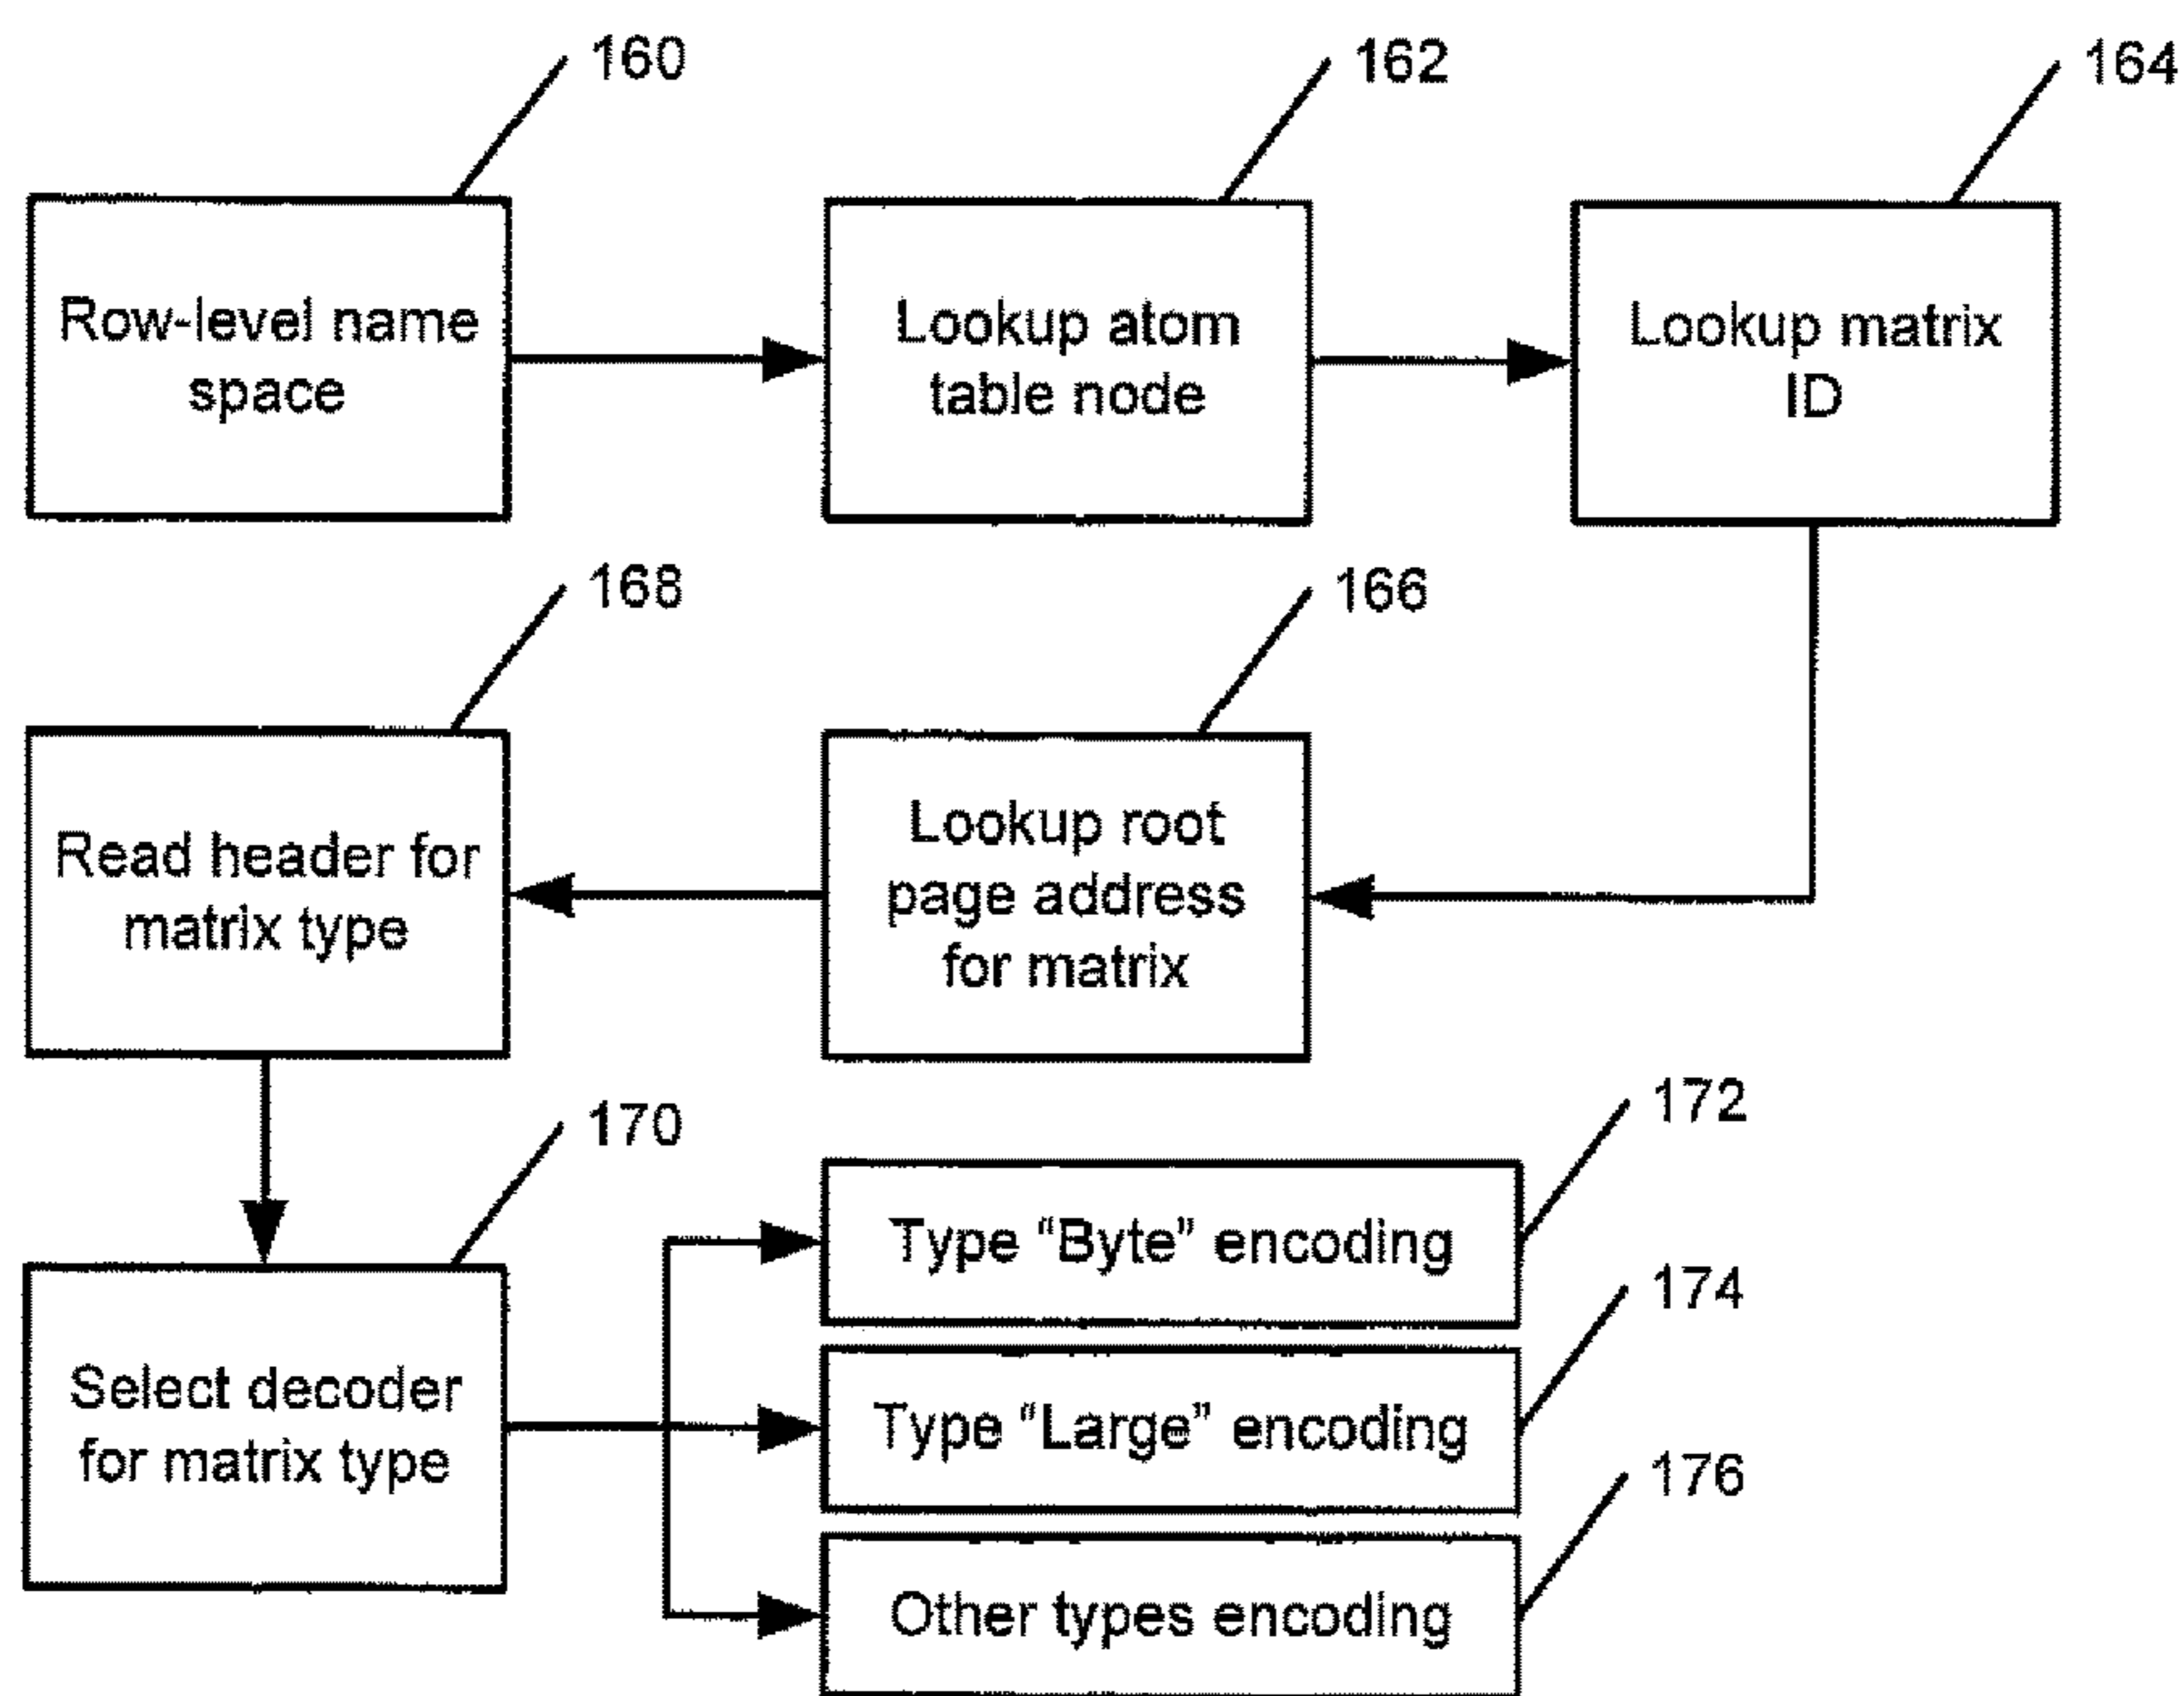 160
162
164
Row-level name
space
Lookup atom
table node
Lookup matrix
ID
168
166
Read header for
matrix type
Lookup root
page address
for matrix
170
172
174
176
Select decoder
for matrix type
Type “Byte” encoding
Type “Large” encoding
Other types encoding